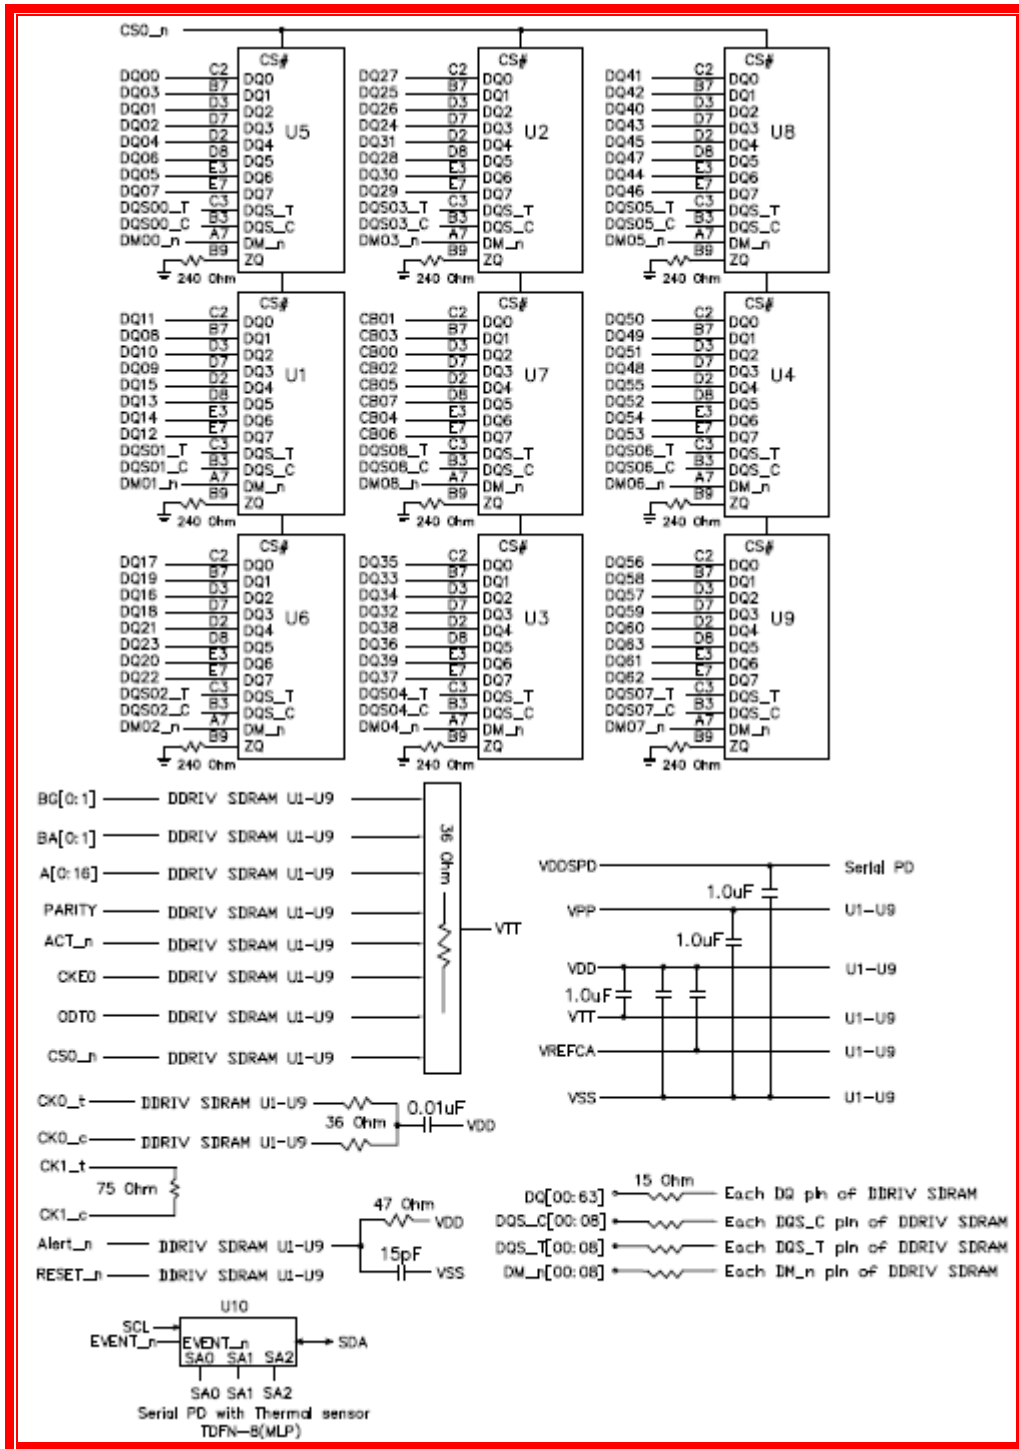 CS0_n
CS# CS# CS#
DQ00 C2 DQ0 DQ27 C2 DQ0 DQ41 C2 DQ0
DQ03 B7 DQ1 DQ25 B7 DQ1 DQ42 B7 DQ1
DQ01 D3 DQ2 DQ26 D3 DQ2 DQ40 D3 DQ2
DQ02 D7 DQ3 U5 DQ24 D7 DQ3 U2 DQ43 D7 DQ3 U8
DQ04 D2 DQ4 DQ31 D2 DQ4 DQ45 D2 DQ4
DQ06 D8 DQ5 DQ28 D8 DQ5 DQ47 D8 DQ5
DQ05 E3 DQ6 DQ30 E3 DQ6 DQ44 E3 DQ6
DQ07 E7 DQ7 DQ29 E7 DQ7 DQ46 E7 DQ7
DQS00_T C3 DQS_T DQS03_T C3 DQS_T DQS05_T C3 DQS_T
DQS00_C B3 DQS_C DQS03_C B3 DQS_C DQS05_C B3 DQS_C
DM00_n A7 DM_n DM03_n A7 DM_n DM05_n A7 DM_n
B9 ZQ B9 ZQ B9 ZQ
240 Ohm 240 Ohm 240 Ohm
CS# CS# CS#
DQ11 C2 DQ0 CB01 C2 DQ0 DQ50 C2 DQ0
DQ08 B7 DQ1 CB03 B7 DQ1 DQ49 B7 DQ1
DQ10 D3 DQ2 CB00 D3 DQ2 DQ51 D3 DQ2
DQ09 D7 DQ3 U1 CB02 D7 DQ3 U7 DQ48 D7 DQ3 U4
DQ15 D2 DQ4 CB05 D2 DQ4 DQ55 D2 DQ4
DQ13 D8 DQ5 CB07 D8 DQ5 DQ52 D8 DQ5
DQ14 E3 DQ6 CB04 E3 DQ6 DQ54 E3 DQ6
DQ12 E7 DQ7 CB06 E7 DQ7 DQ53 E7 DQ7
DQS01_T C3 DQS_T DQS08_T C3 DQS_T DQS06_T C3 DQS_T
DQS01_C B3 DQS_C DQS08_C B3 DQS_C DQS06_C B3 DQS_C
DM01_n A7 DM_n DM08_n A7 DM_n DM06_n A7 DM_n
B9 ZQ B9 ZQ B9 ZQ
240 Ohm 240 Ohm 240 Ohm
CS# CS# CS#
DQ17 C2 DQ0 DQ35 C2 DQ0 DQ56 C2 DQ0
DQ19 B7 DQ1 DQ33 B7 DQ1 DQ58 B7 DQ1
DQ16 D3 DQ2 DQ34 D3 DQ2 DQ57 D3 DQ2
DQ18 D7 DQ3 U6 DQ32 D7 DQ3 U3 DQ59 D7 DQ3 U9
DQ21 D2 DQ4 DQ38 D2 DQ4 DQ60 D2 DQ4
DQ23 D8 DQ5 DQ36 D8 DQ5 DQ63 D8 DQ5
DQ20 E3 DQ6 DQ39 E3 DQ6 DQ61 E3 DQ6
DQ22 E7 DQ7 DQ37 E7 DQ7 DQ62 E7 DQ7
DQS02_T C3 DQS_T DQS04_T C3 DQS_T DQS07_T C3 DQS_T
DQS02_C B3 DQS_C DQS04_C B3 DQS_C DQS07_C B3 DQS_C
DM02_n A7 DM_n DM04_n A7 DM_n DM07_n A7 DM_n
B9 ZQ B9 ZQ B9 ZQ
240 Ohm 240 Ohm 240 Ohm
BG[0:1] DDRIV SDRAM U1-U9
BA[0:1] DDRIV SDRAM U1-U9
A[0:16] DDRIV SDRAM U1-U9
PARITY DDRIV SDRAM U1-U9
ACT_n DDRIV SDRAM U1-U9
CKE0 DDRIV SDRAM U1-U9
ODT0 DDRIV SDRAM U1-U9
CS0_n DDRIV SDRAM U1-U9
36 Ohm
VTT
VDDSPD Serial PD
1.0uF
VPP U1-U9
1.0uF
VDD U1-U9
1.0uF
VTT U1-U9
VREFCA U1-U9
VSS U1-U9
CK0_t DDRIV SDRAM U1-U9
36 Ohm 0.01uF VDD
CK0_c DDRIV SDRAM U1-U9
CK1_t
75 Ohm
CK1_c
47 Ohm
VDD
Alert_n DDRIV SDRAM U1-U9
15pF
VSS
RESET_n DDRIV SDRAM U1-U9
15 Ohm
DQ[00:63] Each DQ pin of DDRIV SDRAM
DQS_C[00:08] Each DQS_C pin of DDRIV SDRAM
DQS_T[00:08] Each DQS_T pin of DDRIV SDRAM
DM_n[00:08] Each DM_n pin of DDRIV SDRAM
U10
SCL
EVENT_n EVENT_n SDA
SA0 SA1 SA2
SA0 SA1 SA2
Serial PD with Thermal sensor
TDFN-8(MLP)